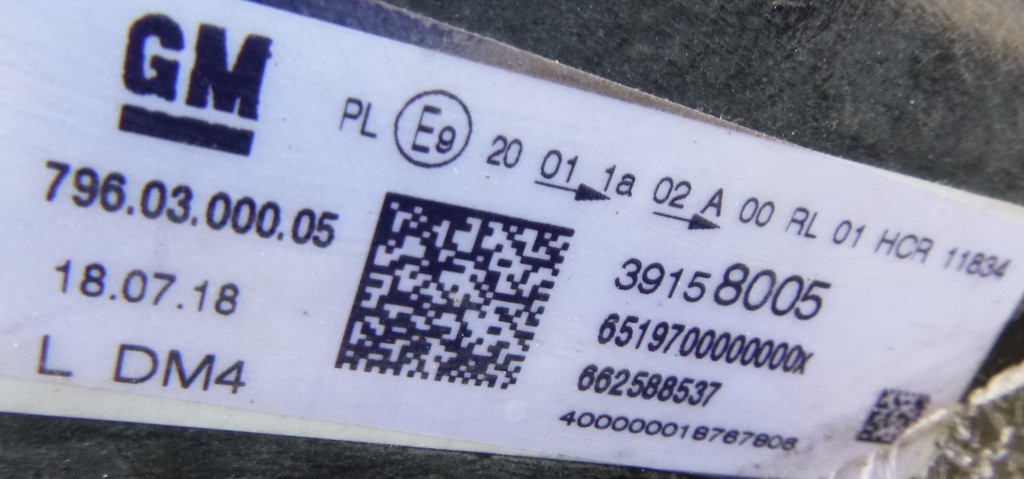 GM
PL E9 20 01 1a 02 A 00 RL 01 HCR 11834
796.03.000.05
18.07.18
L DM4
39158005
6519700000000X
662588537
40000001B767B06